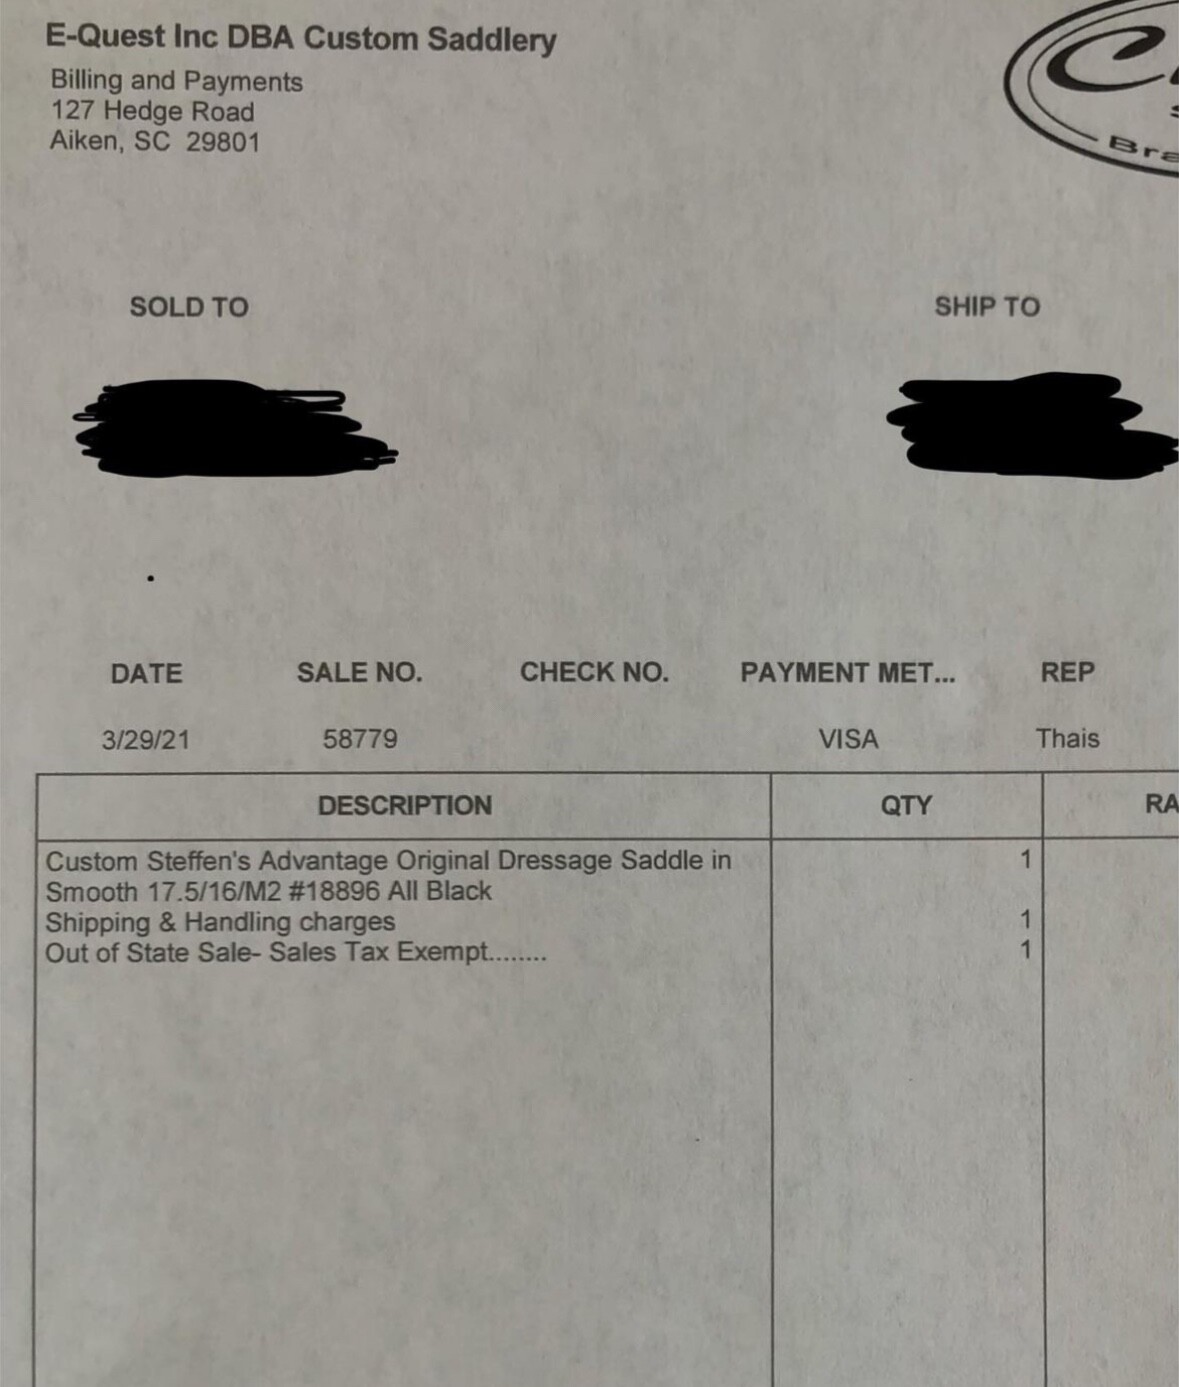 E-Quest Inc DBA Custom Saddlery
Billing and Payments
127 Hedge Road
Aiken, SC 29801
SOLD TO
SHIP TO
DATE SALE NO. CHECK NO. PAYMENT MET... REP
3/29/21 58779 VISA Thais
DESCRIPTION QTY
Custom Steffen's Advantage Original Dressage Saddle in 1
Smooth 17.5/16/M2 #18896 All Black
Shipping & Handling charges 1
Out of State Sale- Sales Tax Exempt........ 1